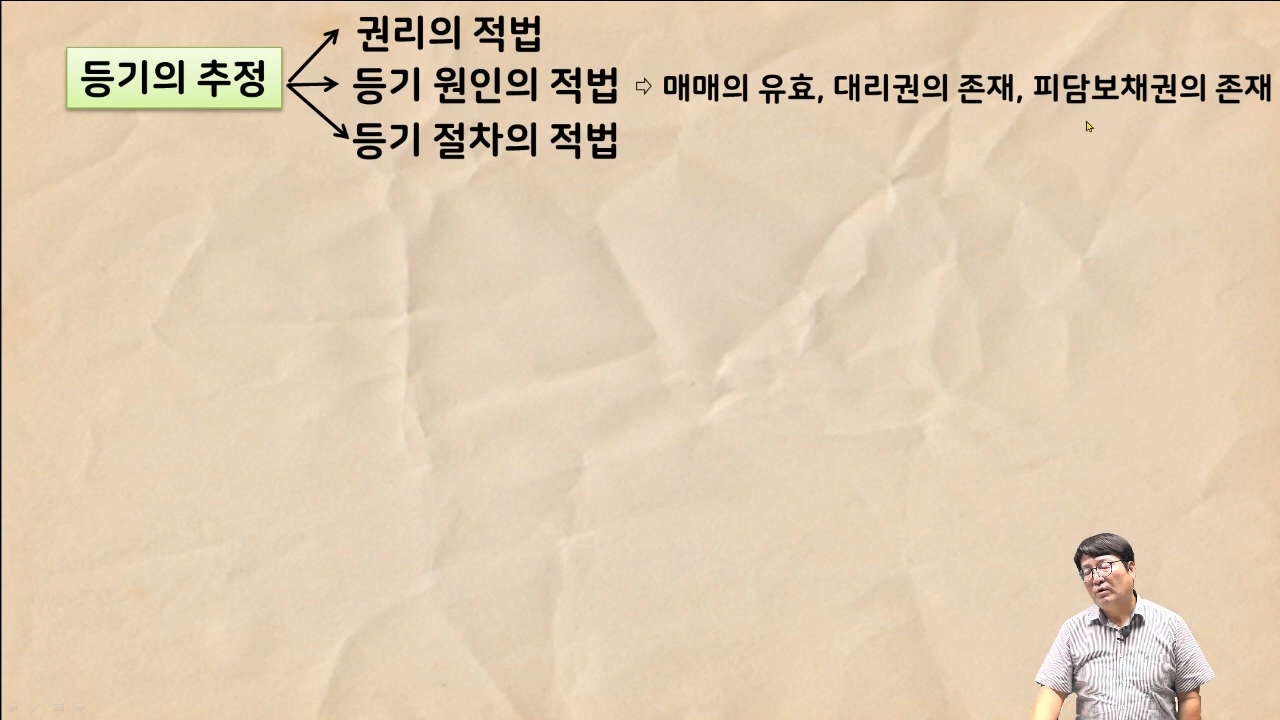 등기의 추정
권리의 적법
등기 원인의 적법 ⇨ 매매의 유효, 대리권의 존재, 피담보채권의 존재
등기 절차의 적법